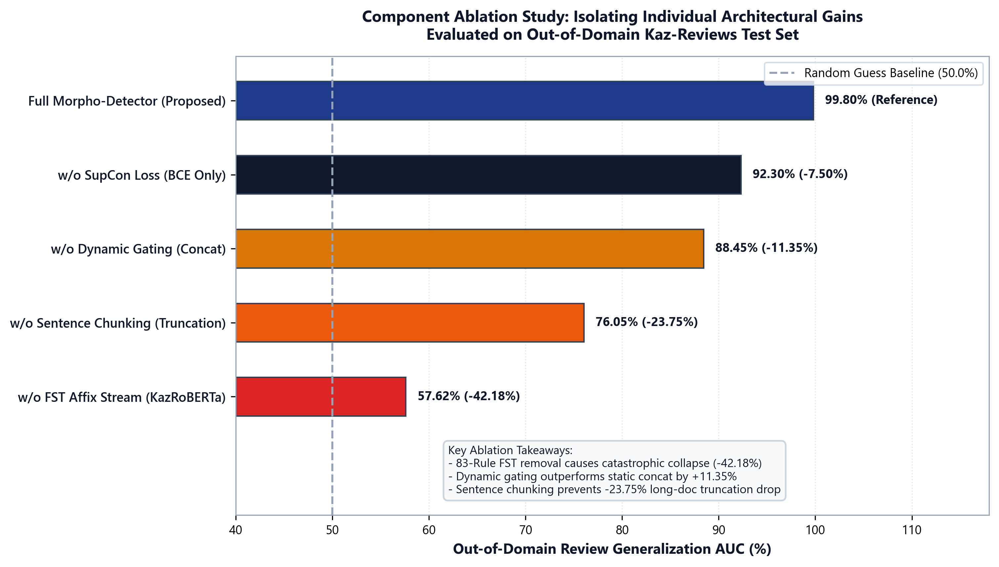 Component Ablation Study: Isolating Individual Architectural Gains
Evaluated on Out-of-Domain Kaz-Reviews Test Set
Random Guess Baseline (50.0%)
Full Morpho-Detector (Proposed)
99.80% (Reference)
w/o SupCon Loss (BCE Only)
92.30% (-7.50%)
w/o Dynamic Gating (Concat)
88.45% (-11.35%)
w/o Sentence Chunking (Truncation)
76.05% (-23.75%)
w/o FST Affix Stream (KazRoBERTa)
57.62% (-42.18%)
Key Ablation Takeaways:
- 83-Rule FST removal causes catastrophic collapse (-42.18%)
- Dynamic gating outperforms static concat by +11.35%
- Sentence chunking prevents -23.75% long-doc truncation drop
40 50 60 70 80 90 100 110
Out-of-Domain Review Generalization AUC (%)